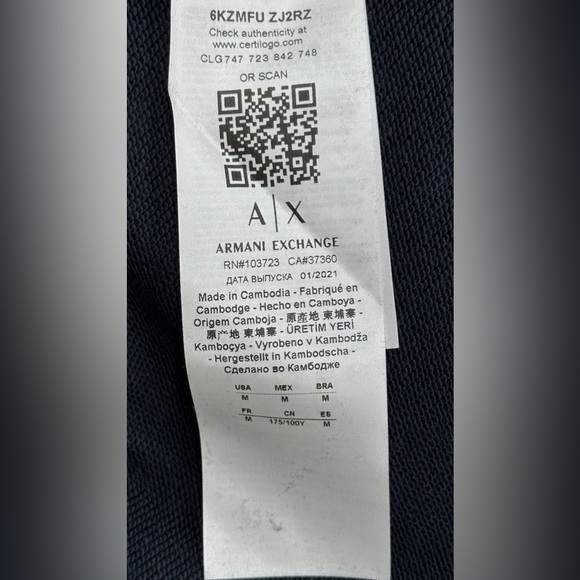 6KZMFU ZJ2RZ
Check authenticity at
www.certilogo.com
CLG747 723 842 748
OR SCAN
A|X
ARMANI EXCHANGE
RN#103723 CA#37360
ДАТА ВЫПУСКА 01/2021
Made in Cambodia - Fabriqué en
Cambodge - Hecho en Camboya -
Origem Camboja - 原產地 柬埔寨 -
原产地 柬埔寨 - ÜRETİM YERİ
Kamboçya - Vyrobeno v Kambodža
- Hergestellt in Kambodscha -
Сделано во Камбодже
USA MEX BRA
M M M
FR CN ES
M 175/100Y M